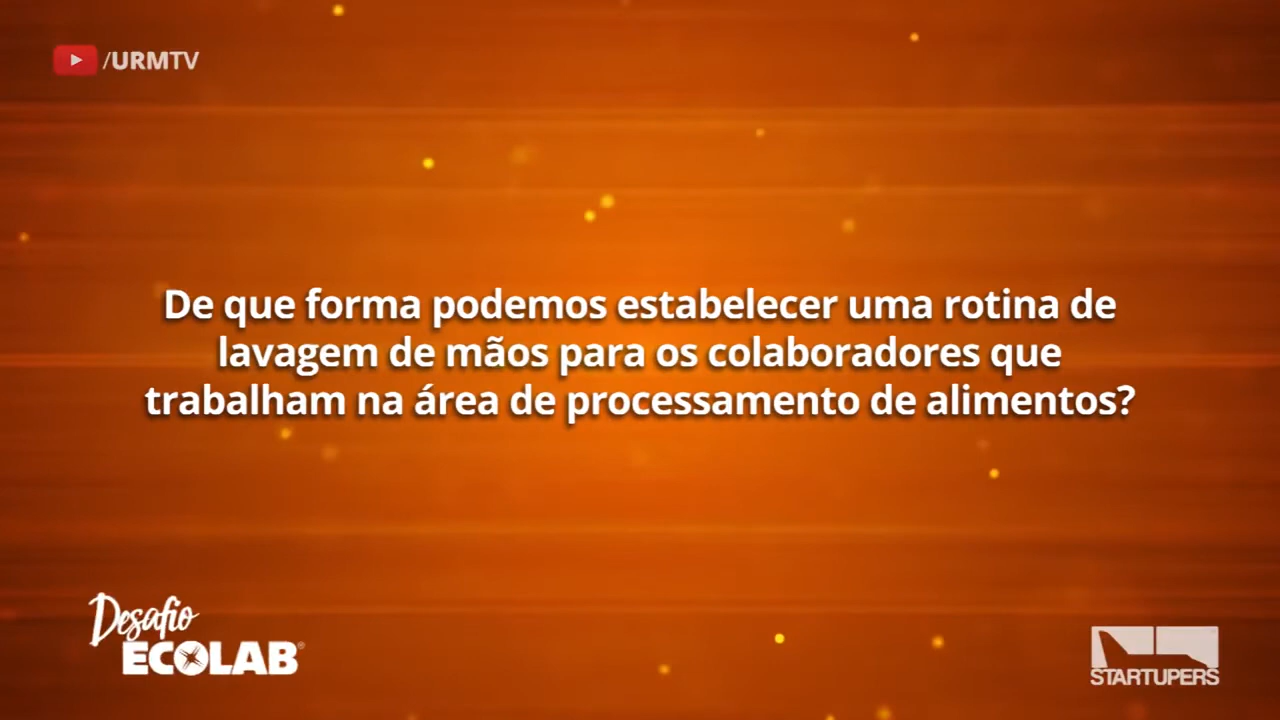 /URMTV
De que forma podemos estabelecer uma rotina de
lavagem de mãos para os colaboradores que
trabalham na área de processamento de alimentos?
Desafio
ECOLAB®
STARTUPERS